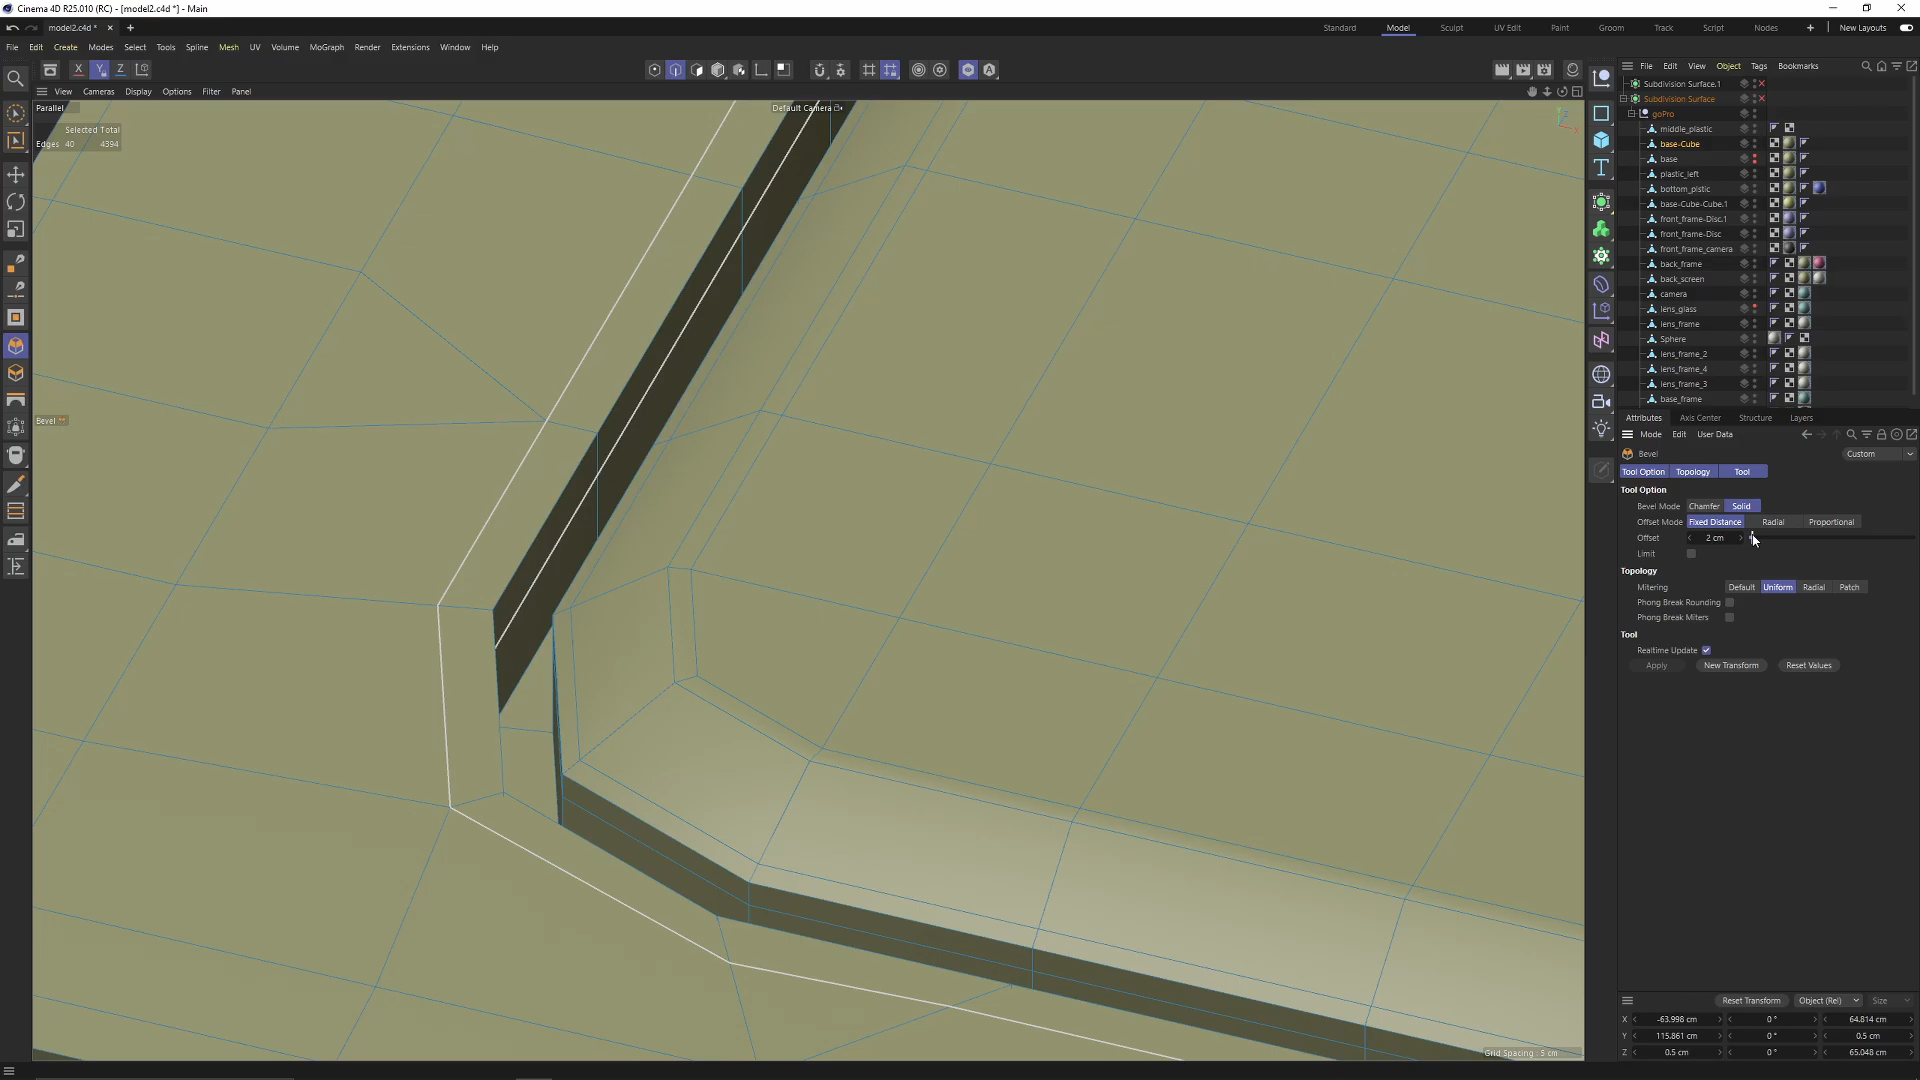 Cinema 4D R25.010 (RC) - [model2.c4d *] - Main
model2.c4d *
Standard Model Sculpt UV Edit Paint Groom Track Script Nodes New Layouts
File Edit Create Modes Select Tools Spline Mesh UV Volume MoGraph Render Extensions Window Help
X Y Z
File Edit View Object Tags Bookmarks
View Cameras Display Options Filter Panel
Parallel
Default Camera
Selected Total
Edges 40 4394
Bevel
Grid Spacing : 5 cm
Subdivision Surface.1
Subdivision Surface
goPro
middle_plastic
base-Cube
base
plastic_left
bottom_plstic
base-Cube-Cube.1
front_frame-Disc.1
front_frame-Disc
front_frame_camera
back_frame
back_screen
camera
lens_glass
lens_frame
Sphere
lens_frame_2
lens_frame_4
lens_frame_3
base_frame
Attributes Axis Center Structure Layers
Mode Edit User Data
Bevel Custom
Tool Option Topology Tool
Tool Option
Bevel Mode Chamfer Solid
Offset Mode Fixed Distance Radial Proportional
Offset 2 cm
Limit
Topology
Mitering Default Uniform Radial Patch
Phong Break Rounding
Phong Break Miters
Tool
Realtime Update
Apply New Transform Reset Values
Reset Transform Object (Rel) Size
X -63.998 cm 0 ° 64.814 cm
Y 115.861 cm 0 ° 0.5 cm
Z 0.5 cm 0 ° 65.048 cm